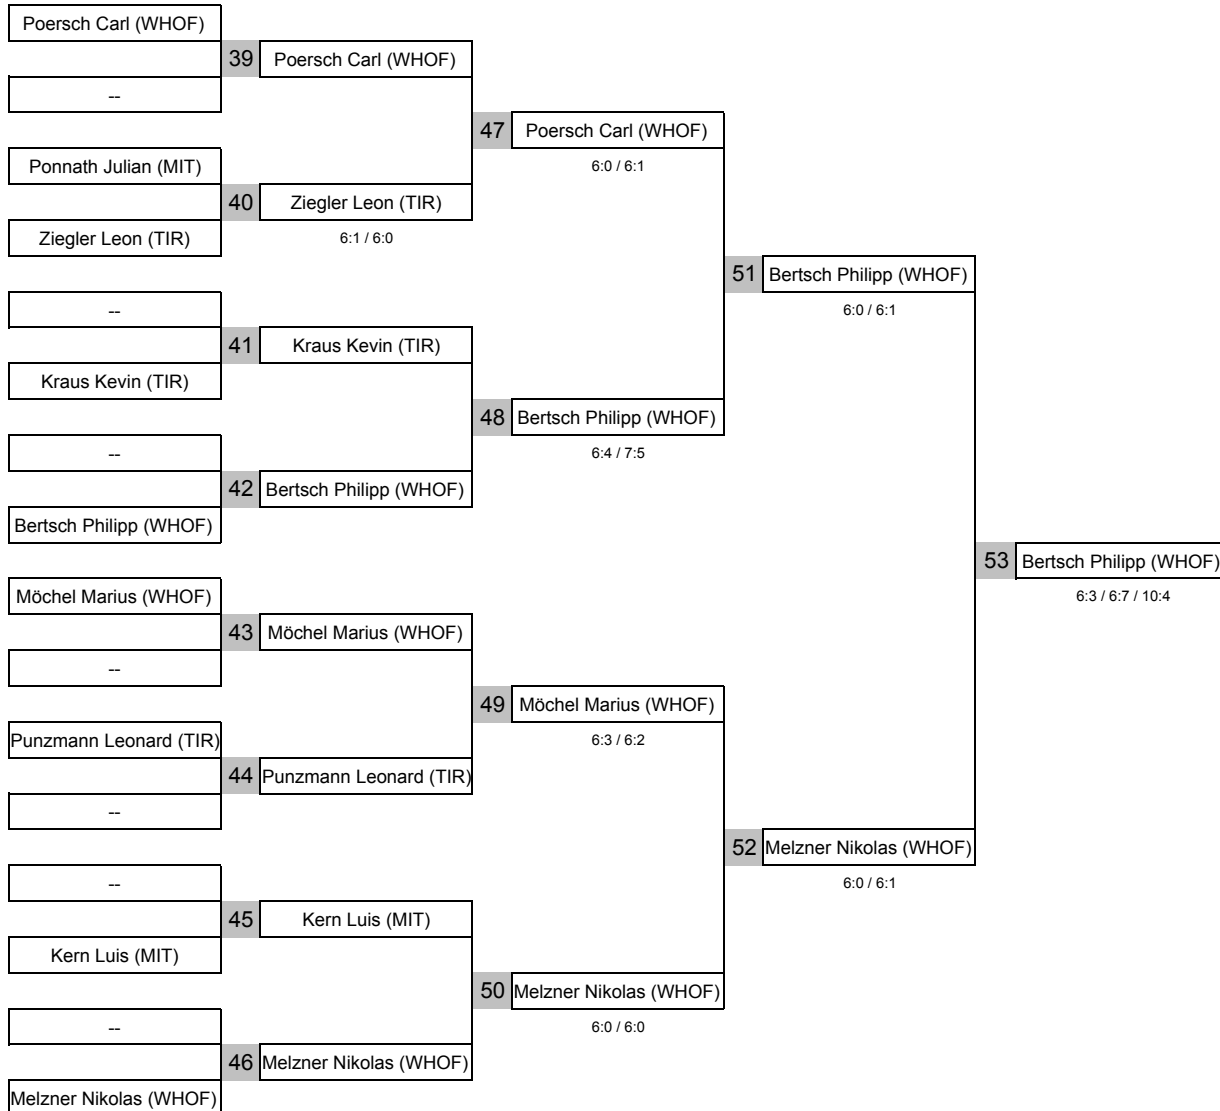 Poersch Carl (WHOF)
39 Poersch Carl (WHOF)
--
47 Poersch Carl (WHOF)
6:0 / 6:1
Ponnath Julian (MIT)
40 Ziegler Leon (TIR)
6:1 / 6:0
Ziegler Leon (TIR)
51 Bertsch Philipp (WHOF)
6:0 / 6:1
--
41 Kraus Kevin (TIR)
Kraus Kevin (TIR)
48 Bertsch Philipp (WHOF)
6:4 / 7:5
--
42 Bertsch Philipp (WHOF)
Bertsch Philipp (WHOF)
53 Bertsch Philipp (WHOF)
6:3 / 6:7 / 10:4
Möchel Marius (WHOF)
43 Möchel Marius (WHOF)
--
49 Möchel Marius (WHOF)
6:3 / 6:2
Punzmann Leonard (TIR)
44 Punzmann Leonard (TIR)
--
52 Melzner Nikolas (WHOF)
6:0 / 6:1
--
45 Kern Luis (MIT)
Kern Luis (MIT)
50 Melzner Nikolas (WHOF)
6:0 / 6:0
--
46 Melzner Nikolas (WHOF)
Melzner Nikolas (WHOF)